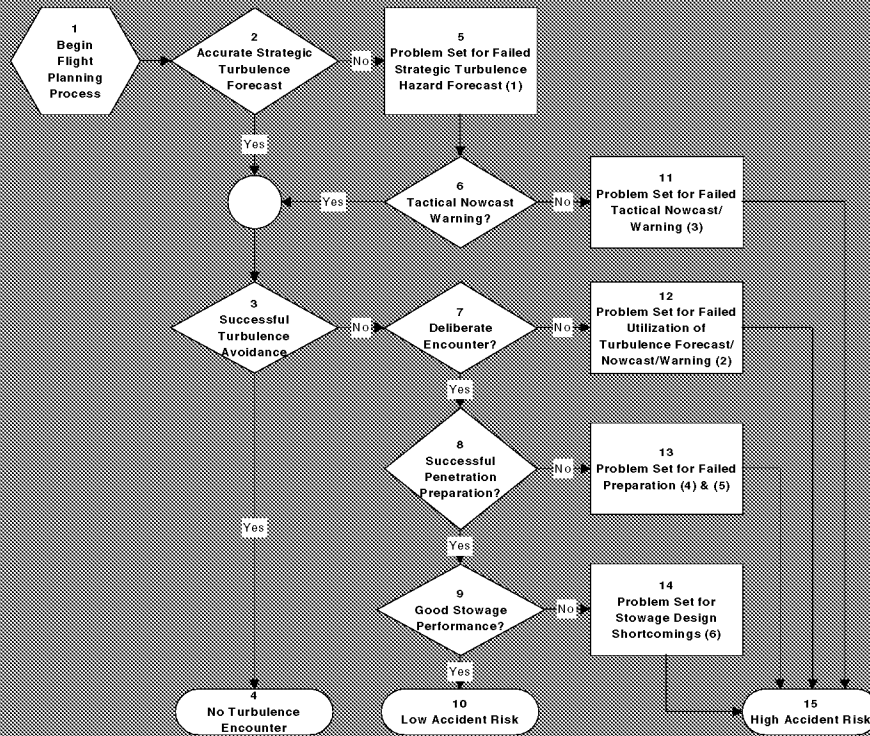 1
Begin
Flight
Planning
Process
2
Accurate Strategic
Turbulence
Forecast
No
5
Problem Set for Failed
Strategic Turbulence
Hazard Forecast (1)
Yes
6
Tactical Nowcast
Warning?
Yes
No
11
Problem Set for Failed
Tactical Nowcast/
Warning (3)
3
Successful
Turbulence
Avoidance
No
7
Deliberate
Encounter?
No
12
Problem Set for Failed
Utilization of
Turbulence Forecast/
Nowcast/Warning (2)
Yes
8
Successful
Penetration
Preparation?
No
13
Problem Set for Failed
Preparation (4) & (5)
Yes
Yes
9
Good Stowage
Performance?
No
14
Problem Set for
Stowage Design
Shortcomings (6)
Yes
4
No Turbulence
Encounter
10
Low Accident Risk
15
High Accident Risk